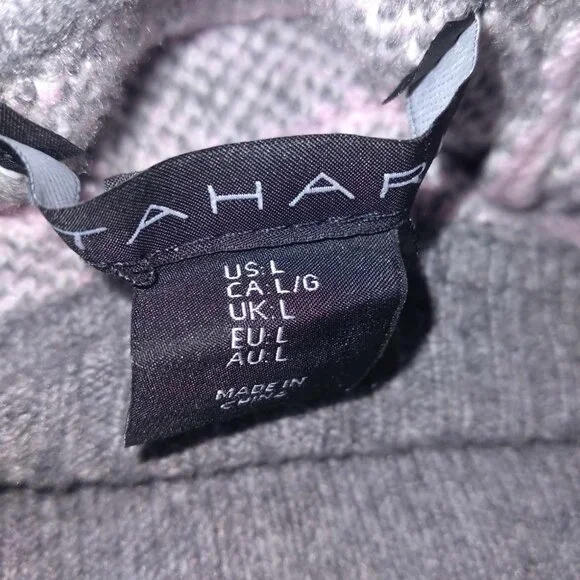 TAHAR
US: L
CA: L/G
UK: L
EU: L
AU: L
MADE IN
CHINA